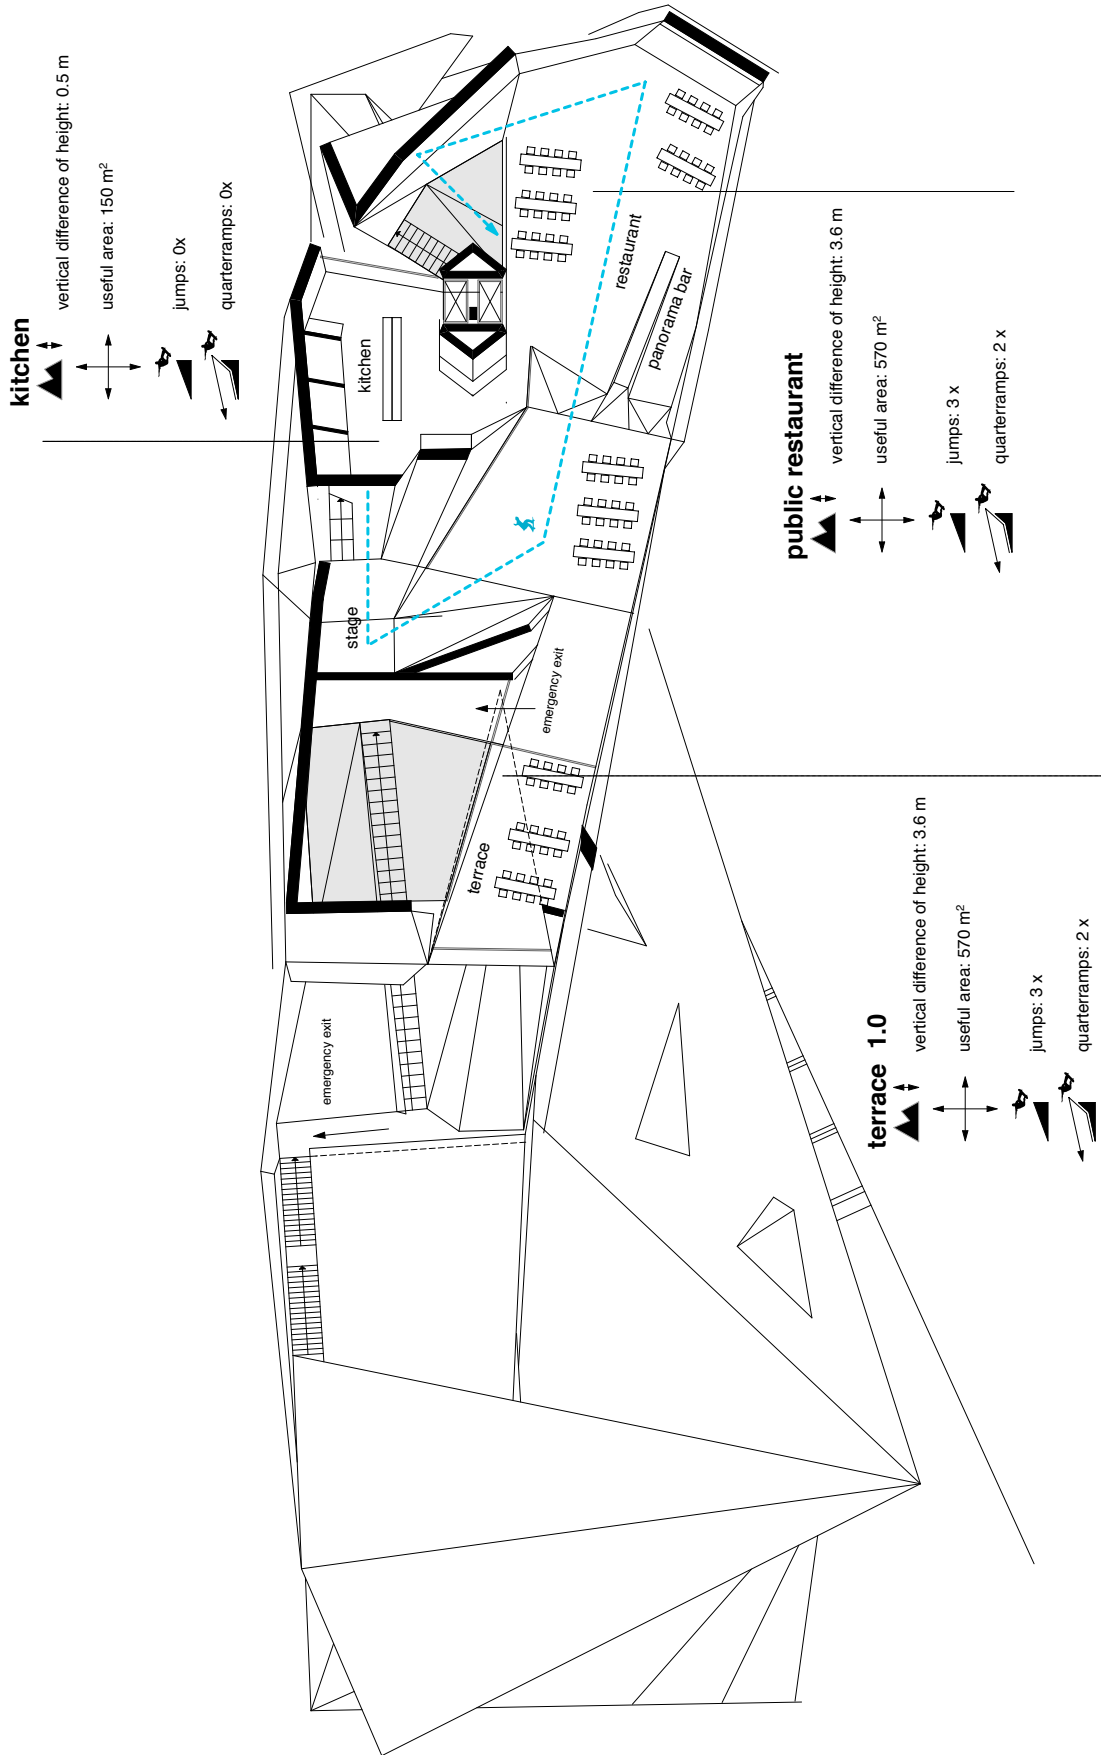 kitchen
vertical difference of height: 0.5 m
useful area: 150 m²
jumps: 0x
quarterramps: 0x
public restaurant
vertical difference of height: 3.6 m
useful area: 570 m²
jumps: 3 x
quarterramps: 2 x
terrace 1.0
vertical difference of height: 3.6 m
useful area: 570 m²
jumps: 3 x
quarterramps: 2 x
emergency exit
terrace
emergency exit
stage
kitchen
restaurant
panorama bar